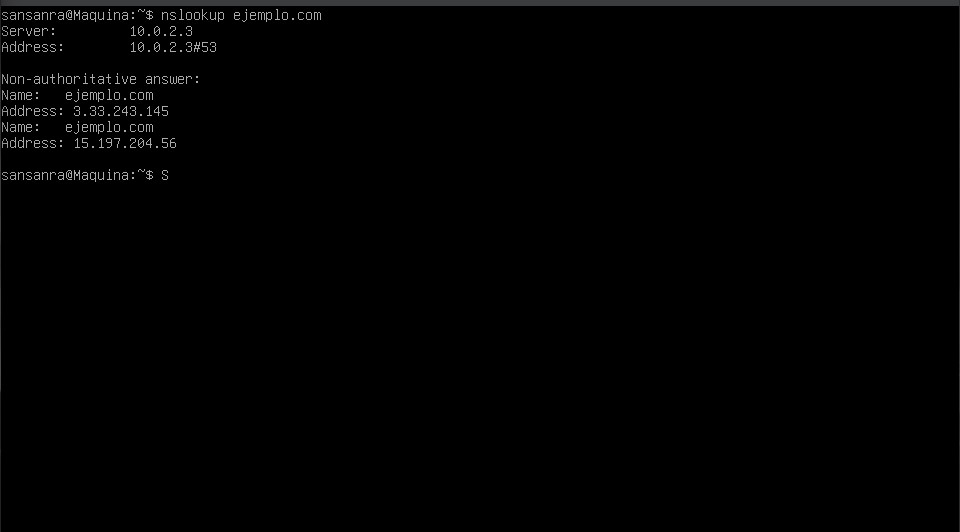 sansanra@Maquina:~$ nslookup ejemplo.com
Server:         10.0.2.3
Address:        10.0.2.3#53

Non-authoritative answer:
Name:   ejemplo.com
Address: 3.33.243.145
Name:   ejemplo.com
Address: 15.197.204.56

sansanra@Maquina:~$ S